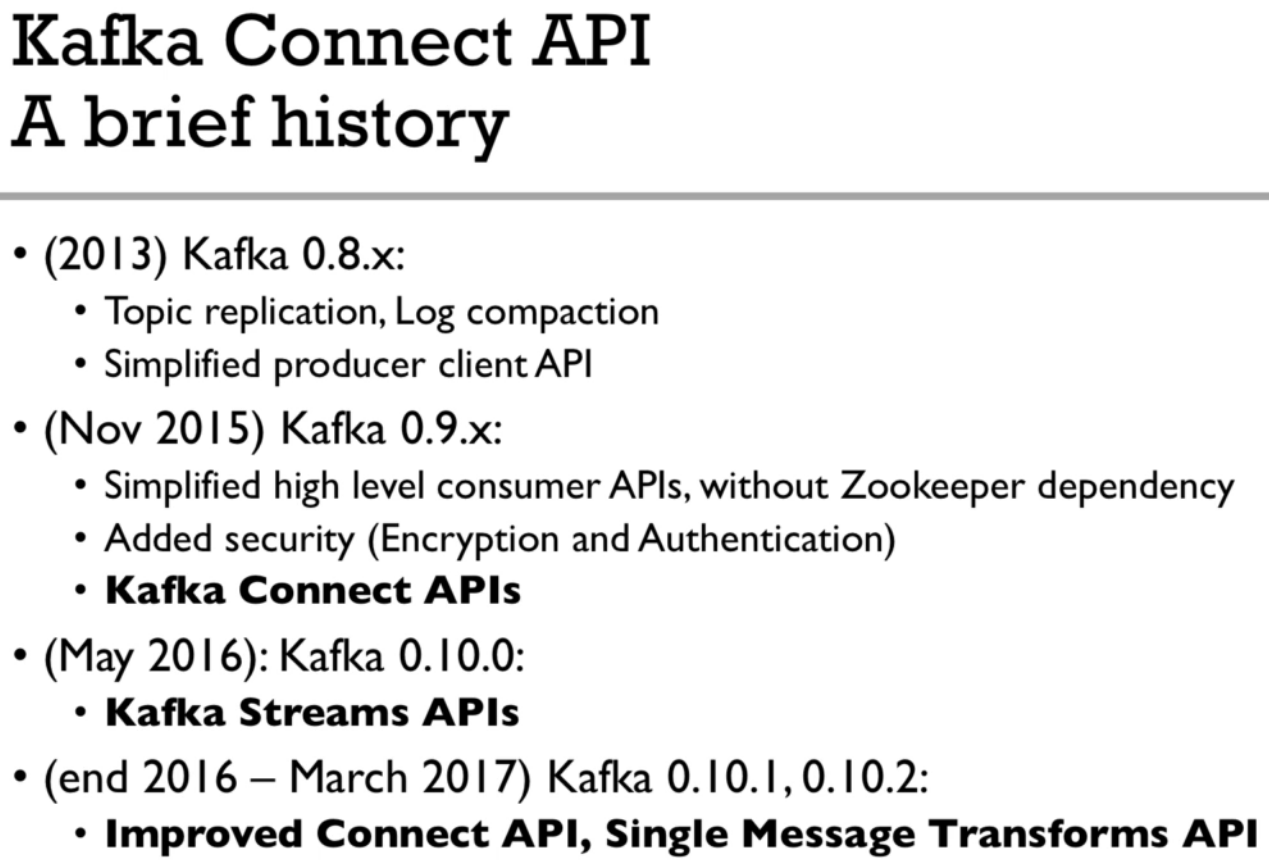 Kafka Connect API
A brief history
• (2013) Kafka 0.8.x:
• Topic replication, Log compaction
• Simplified producer client API
• (Nov 2015) Kafka 0.9.x:
• Simplified high level consumer APIs, without Zookeeper dependency
• Added security (Encryption and Authentication)
• Kafka Connect APIs
• (May 2016): Kafka 0.10.0:
• Kafka Streams APIs
• (end 2016 – March 2017) Kafka 0.10.1, 0.10.2:
• Improved Connect API, Single Message Transforms API